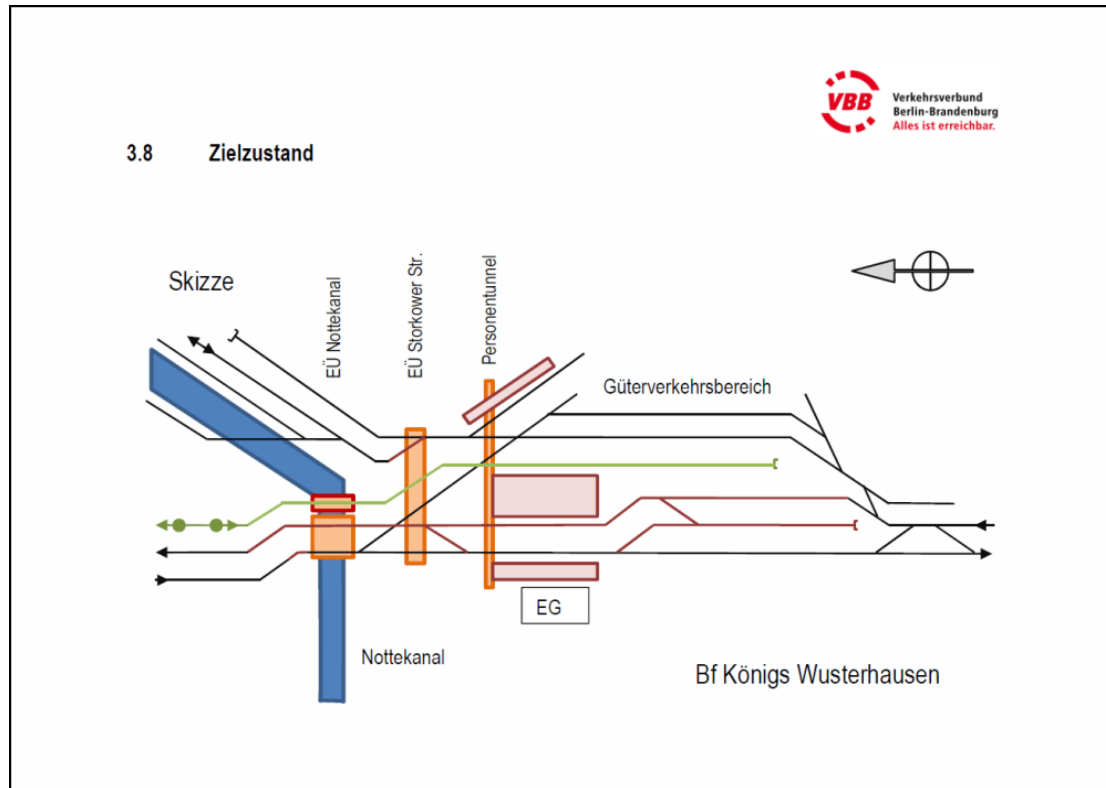 VBB
Verkehrsverbund
Berlin-Brandenburg
Alles ist erreichbar.
3.8 Zielzustand
Skizze
EÜ Nottekanal
EÜ Storkower Str.
Personentunnel
Güterverkehrsbereich
EG
Nottekanal
Bf Königs Wusterhausen